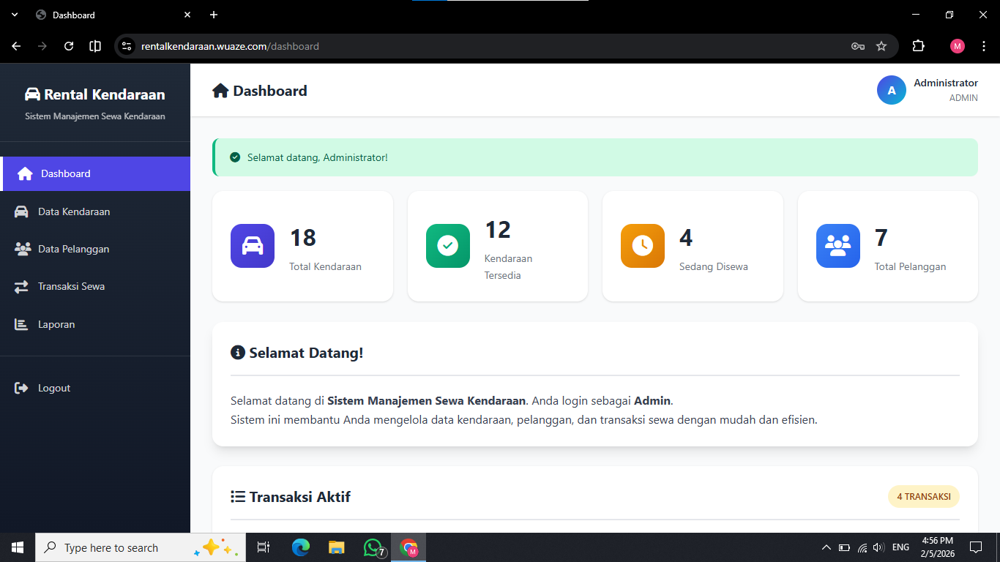 Dashboard
rentalkendaraan.wuaze.com/dashboard
M
Rental Kendaraan
Sistem Manajemen Sewa Kendaraan
Dashboard
Data Kendaraan
Data Pelanggan
Transaksi Sewa
Laporan
Logout
Dashboard
A
Administrator
ADMIN
Selamat datang, Administrator!
18
Total Kendaraan
12
Kendaraan
Tersedia
4
Sedang Disewa
7
Total Pelanggan
Selamat Datang!
Selamat datang di Sistem Manajemen Sewa Kendaraan. Anda login sebagai Admin.
Sistem ini membantu Anda mengelola data kendaraan, pelanggan, dan transaksi sewa dengan mudah dan efisien.
Transaksi Aktif
4 TRANSAKSI
Type here to search
7
M
ENG
4:56 PM
2/5/2026